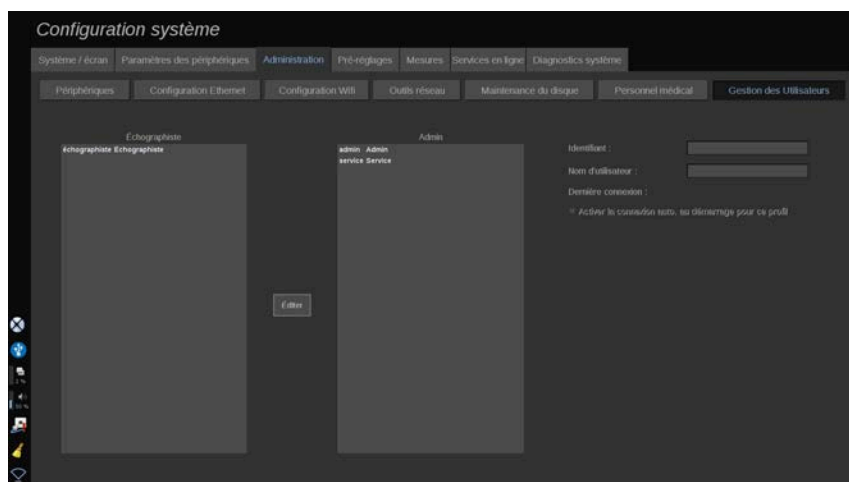 Configuration système
Système / écran Paramètres des périphériques Administration Pré-réglages Mesures Services en ligne Diagnostics système
Périphériques Configuration Ethernet Configuration Wifi Outils réseau Maintenance du disque Personnel médical Gestion des Utilisateurs
Échographiste Admin
échographiste Echographiste
admin Admin
service Service
Identifiant :
Nom d'utilisateur :
Dernière connexion :
Activer la connexion auto. au démarrage pour ce profil
Éditer